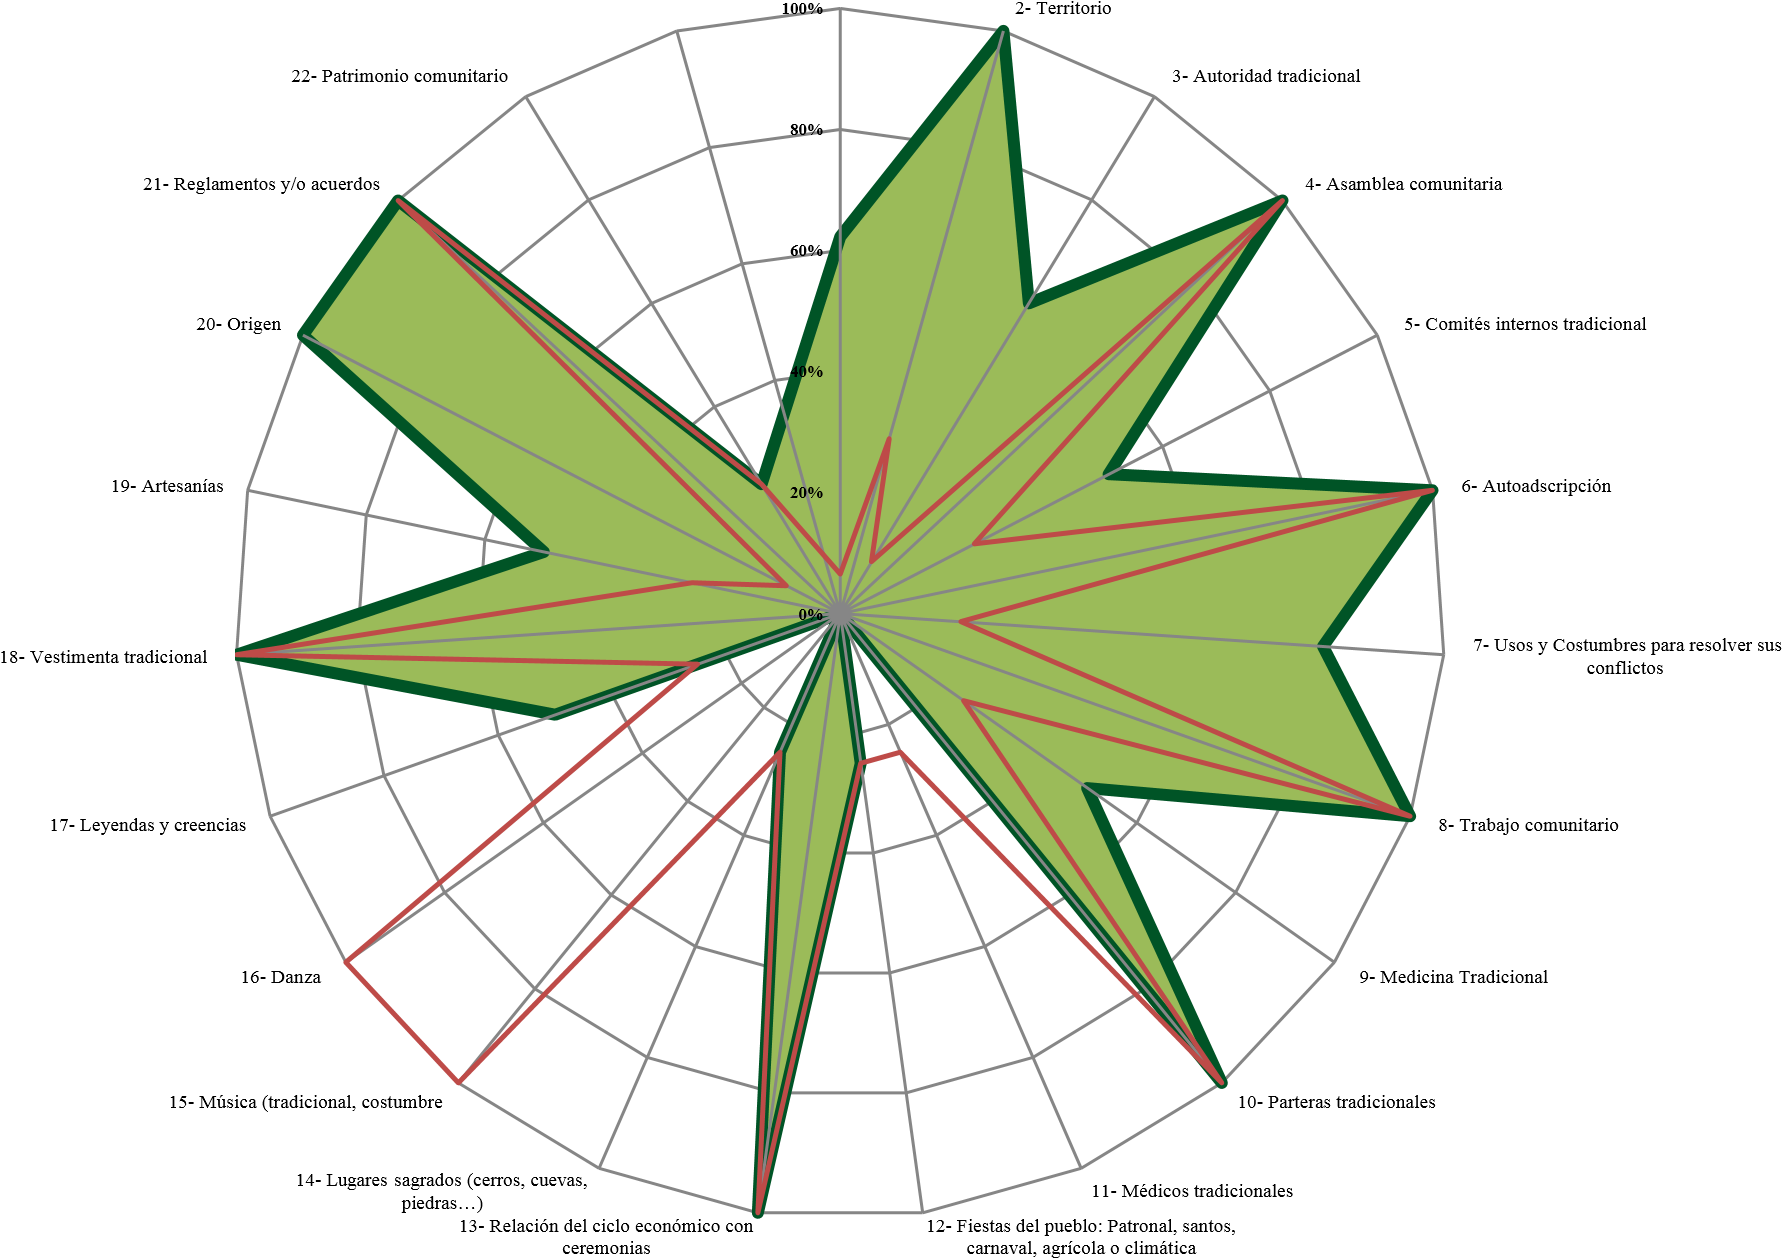 100%
80%
60%
40%
20%
0%
2- Territorio
3- Autoridad tradicional
4- Asamblea comunitaria
5- Comités internos tradicional
6- Autoadscripción
7- Usos y Costumbres para resolver sus
conflictos
8- Trabajo comunitario
9- Medicina Tradicional
10- Parteras tradicionales
11- Médicos tradicionales
12- Fiestas del pueblo: Patronal, santos,
carnaval, agrícola o climática
13- Relación del ciclo económico con
ceremonias
14- Lugares sagrados (cerros, cuevas,
piedras…)
15- Música (tradicional, costumbre
16- Danza
17- Leyendas y creencias
18- Vestimenta tradicional
19- Artesanías
20- Origen
21- Reglamentos y/o acuerdos
22- Patrimonio comunitario